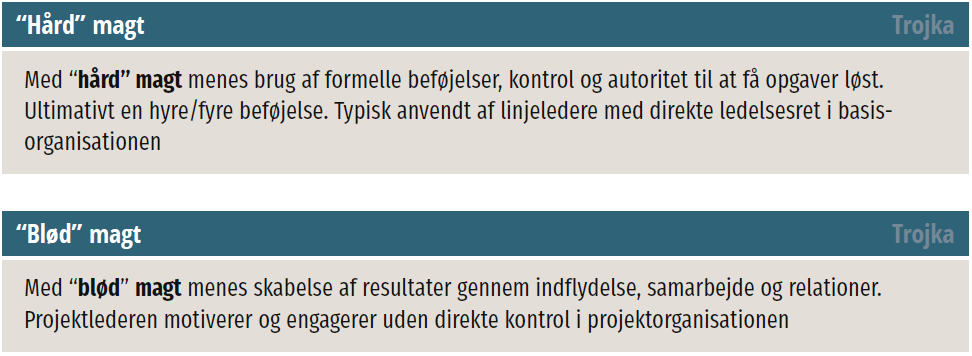 “Hård” magt Trojka
Med “hård” magt menes brug af formelle beføjelser, kontrol og autoritet til at få opgaver løst.
Ultimativt en hyre/fyre beføjelse. Typisk anvendt af linjeledere med direkte ledelsesret i basis-
organisationen
“Blød” magt Trojka
Med “blød” magt menes skabelse af resultater gennem indflydelse, samarbejde og relationer.
Projektlederen motiverer og engagerer uden direkte kontrol i projektorganisationen